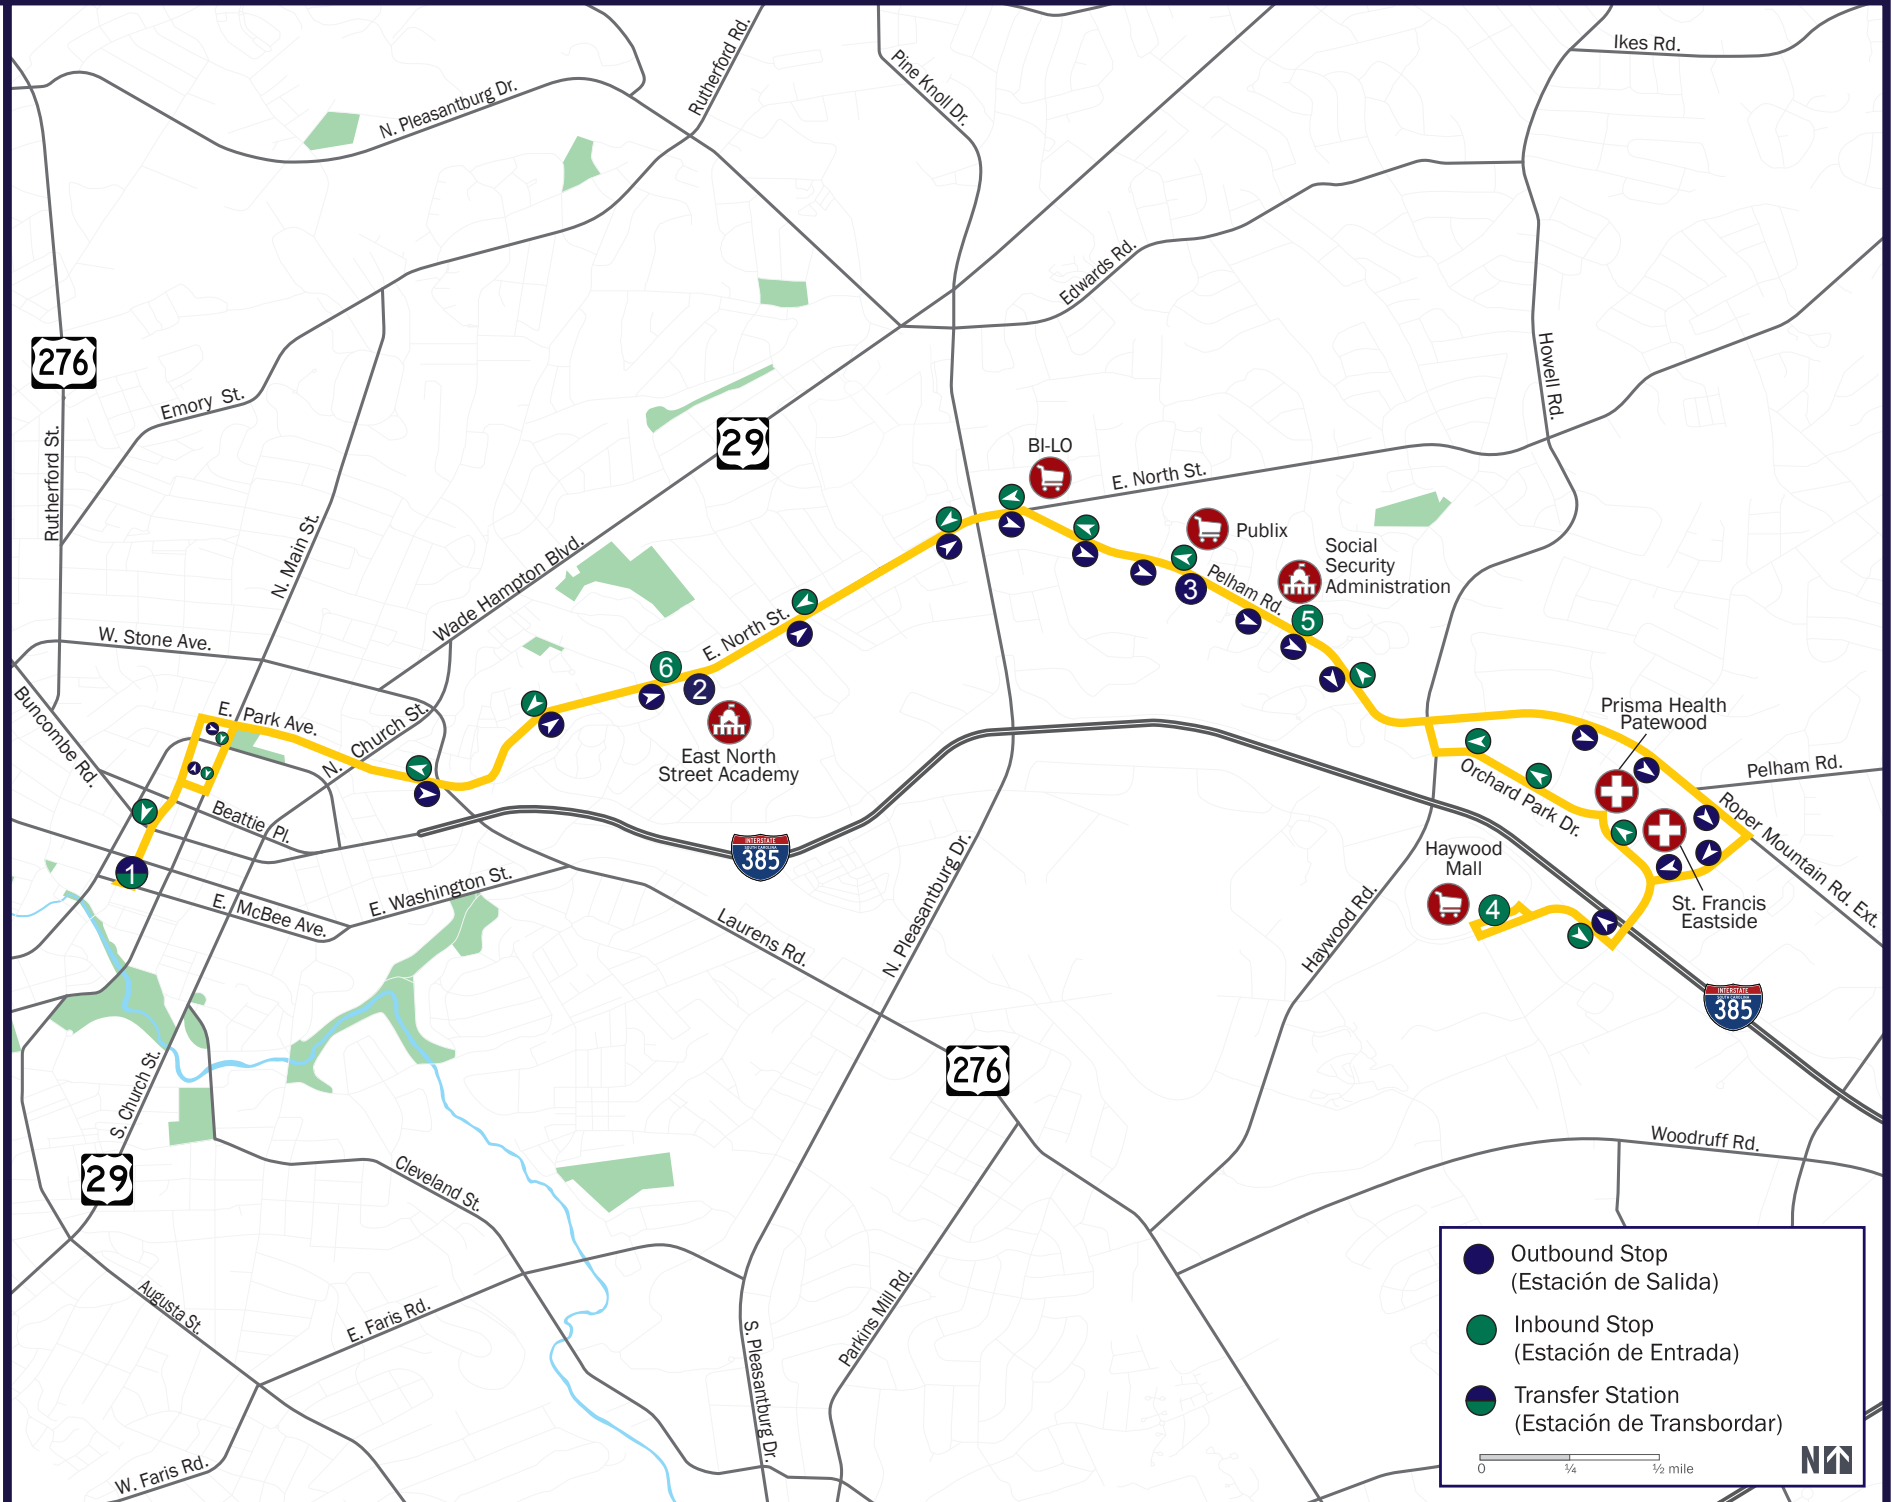 Ikes Rd.
Rutherford Rd.
Pine Knoll Dr.
N. Pleasantburg Dr.
Edwards Rd.
276
Howell Rd.
Emory St.
Rutherford St.
29
BI-LO
E. North St.
N. Main St.
Publix
Social
Security
Administration
Wade Hampton Blvd.
Pelham Rd.
3
5
W. Stone Ave.
E. North St.
6
2
Buncombe Rd.
E. Park Ave.
N. Church St.
East North
Street Academy
Prisma Health
Patewood
Pelham Rd.
Orchard Park Dr.
Roper Mountain Rd. Ext.
Beattie Pl.
INTERSTATE
SOUTH CAROLINA
385
Haywood
Mall
4
St. Francis
Eastside
1
E. McBee Ave.
E. Washington St.
Laurens Rd.
N. Pleasantburg Dr.
Haywood Rd.
INTERSTATE
SOUTH CAROLINA
385
276
S. Church St.
29
Cleveland St.
Woodruff Rd.
Augusta St.
E. Faris Rd.
S. Pleasantburg Dr.
Parkins Mill Rd.
W. Faris Rd.
Outbound Stop
(Estación de Salida)
Inbound Stop
(Estación de Entrada)
Transfer Station
(Estación de Transbordar)
0 ¼ ½ mile
N